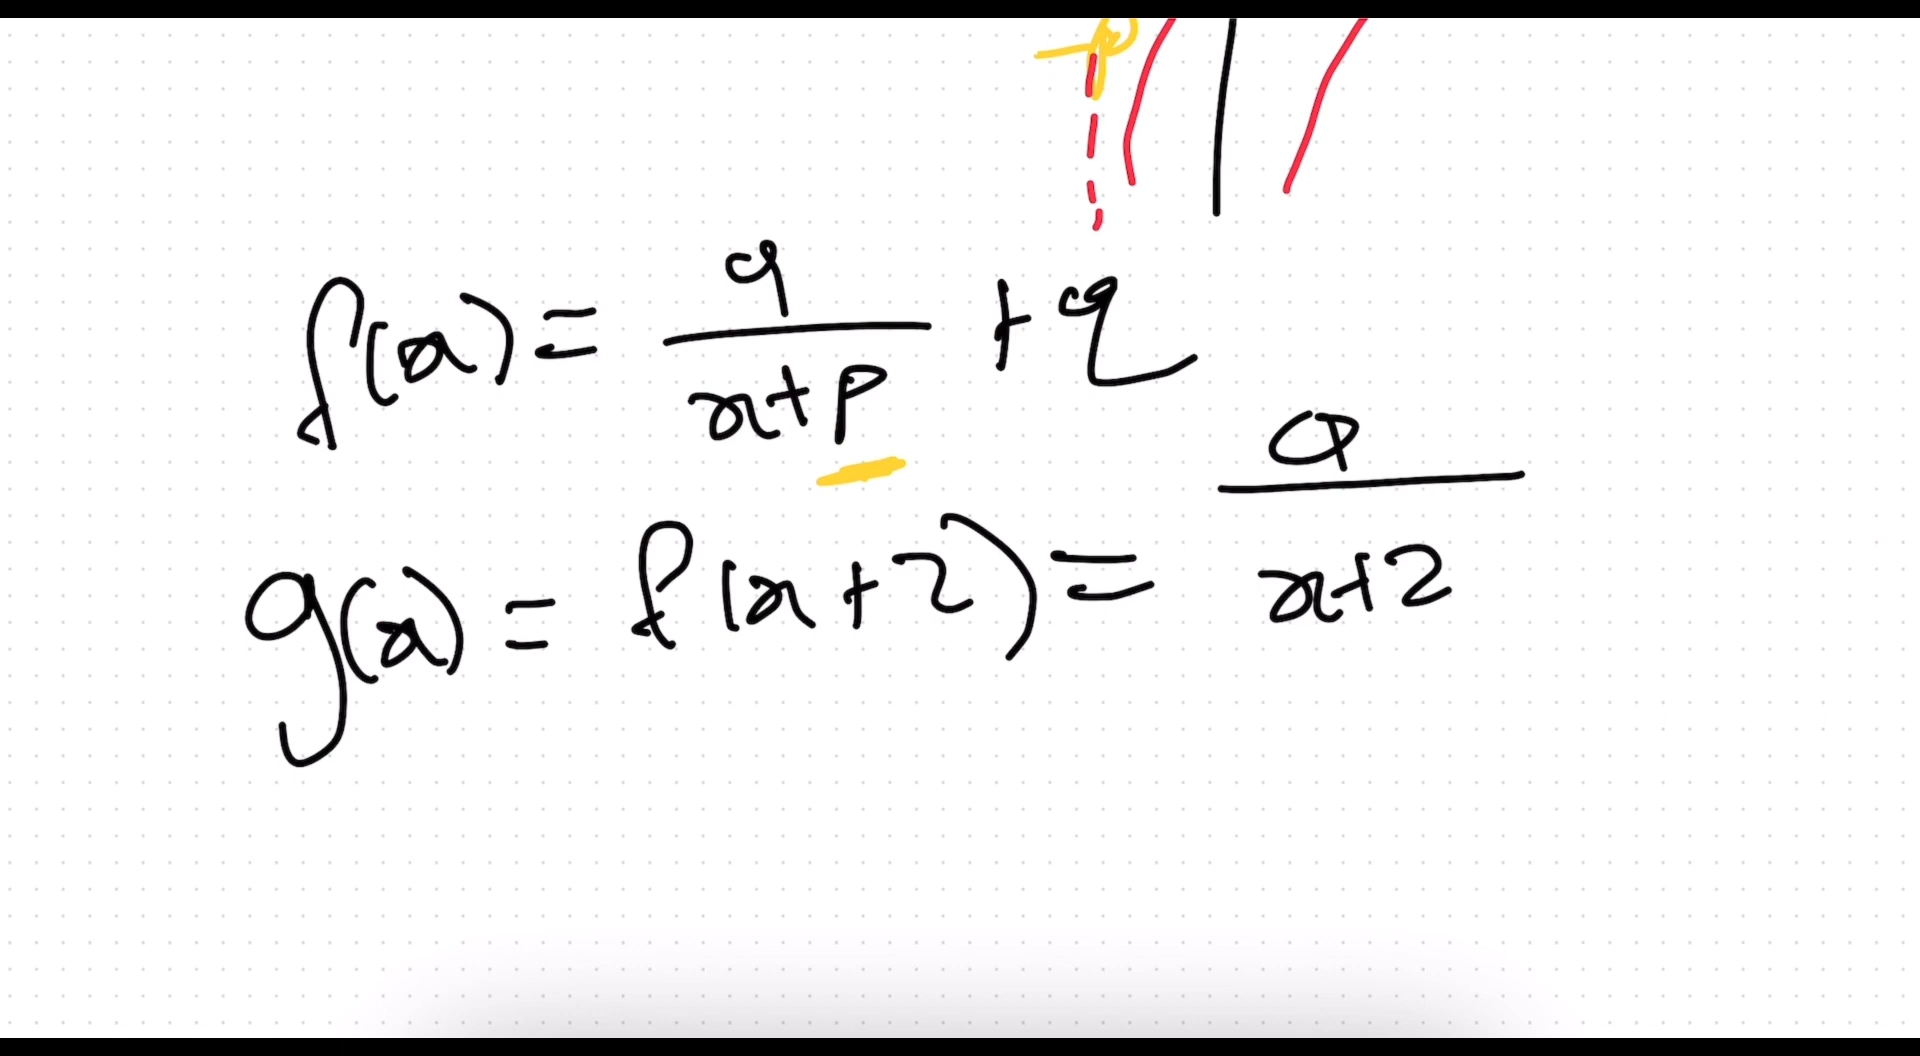 f(x) = a/(x+p) + q
g(x) = f(x+2) = a/(x+2)